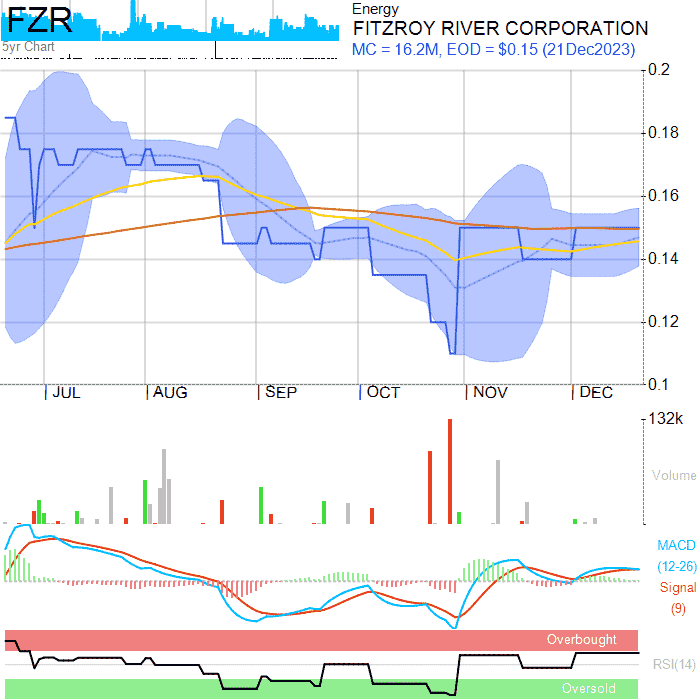 FZR
5yr Chart
Energy
FITZROY RIVER CORPORATION
MC = 16.2M, EOD = $0.15 (21Dec2023)
0.2
0.18
0.16
0.14
0.12
0.1
JUL AUG SEP OCT NOV DEC
132k
Volume
MACD
(12-26)
Signal
(9)
Overbought
RSI(14)
Oversold